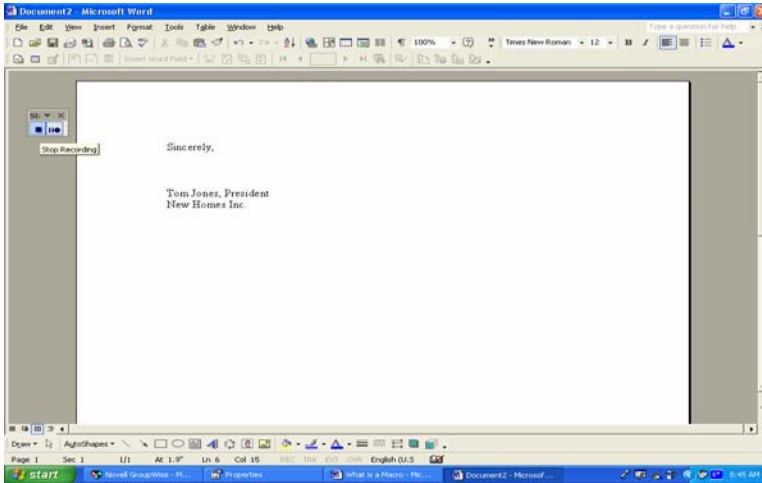 Document2 - Microsoft Word
File Edit View Insert Format Tools Table Window Help Type a question for help
100% Times New Roman 12 B I A
Insert Word Field
Stop Recording
Sincerely,
Tom Jones, President
New Homes Inc.
Draw AutoShapes
Page 1 Sec 1 1/1 At 1.9" Ln 6 Col 15 REC TRK EXT OVR English (U.S
start Novell GroupWise - M... Properties What is a Macro - Mic... Document2 - Microsof... 8:45 AM